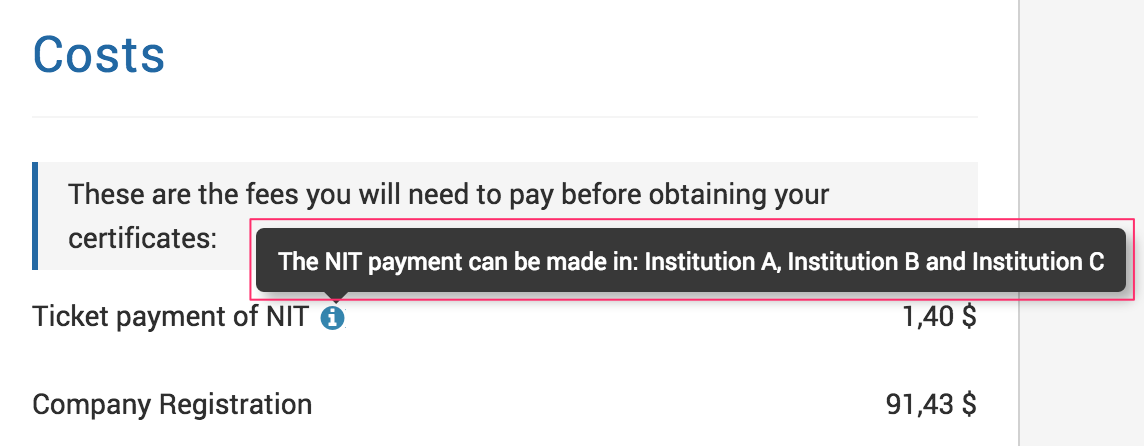 Costs
These are the fees you will need to pay before obtaining your
certificates:
The NIT payment can be made in: Institution A, Institution B and Institution C
Ticket payment of NIT 1,40 $
Company Registration 91,43 $